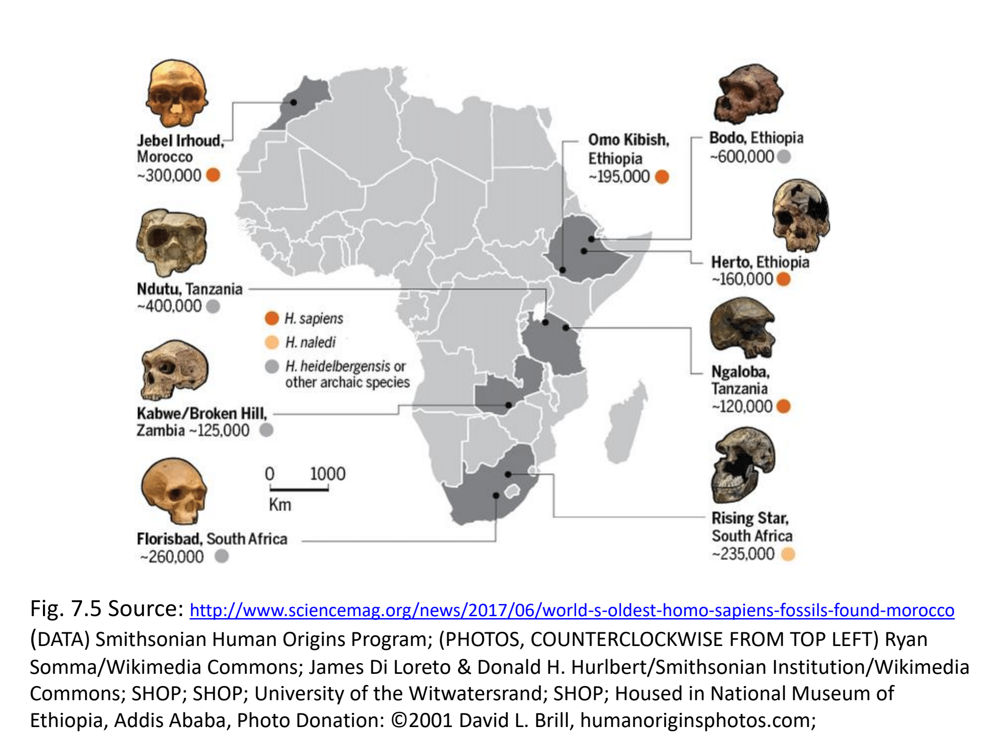 Jebel Irhoud,
Morocco
~300,000
Ndutu, Tanzania
~400,000
Kabwe/Broken Hill,
Zambia ~125,000
Florisbad, South Africa
~260,000
H. sapiens
H. naledi
H. heidelbergensis or
other archaic species
0 1000
Km
Omo Kibish,
Ethiopia
~195,000
Bodo, Ethiopia
~600,000
Herto, Ethiopia
~160,000
Ngaloba,
Tanzania
~120,000
Rising Star,
South Africa
~235,000
Fig. 7.5 Source: http://www.sciencemag.org/news/2017/06/world-s-oldest-homo-sapiens-fossils-found-morocco
(DATA) Smithsonian Human Origins Program; (PHOTOS, COUNTERCLOCKWISE FROM TOP LEFT) Ryan
Somma/Wikimedia Commons; James Di Loreto & Donald H. Hurlbert/Smithsonian Institution/Wikimedia
Commons; SHOP; SHOP; University of the Witwatersrand; SHOP; Housed in National Museum of
Ethiopia, Addis Ababa, Photo Donation: ©2001 David L. Brill, humanoriginsphotos.com;